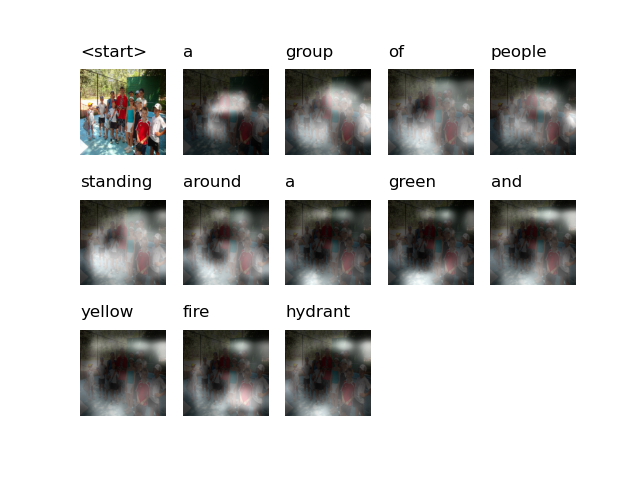 <start> a group of people
standing around a green and
yellow fire hydrant